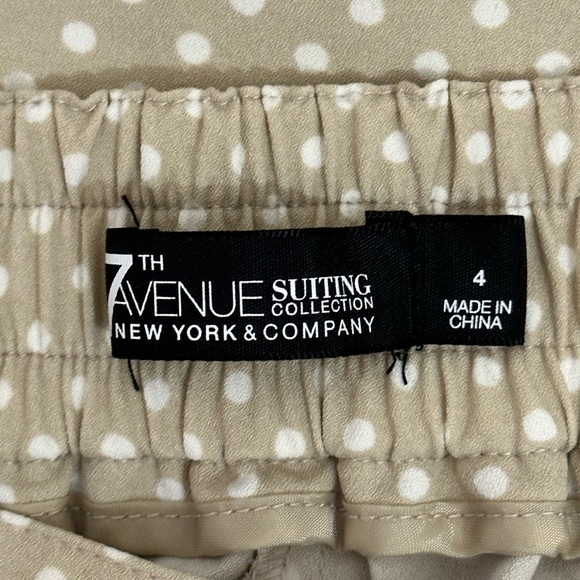 7TH
AVENUE SUITING
COLLECTION
NEW YORK & COMPANY
4
MADE IN
CHINA